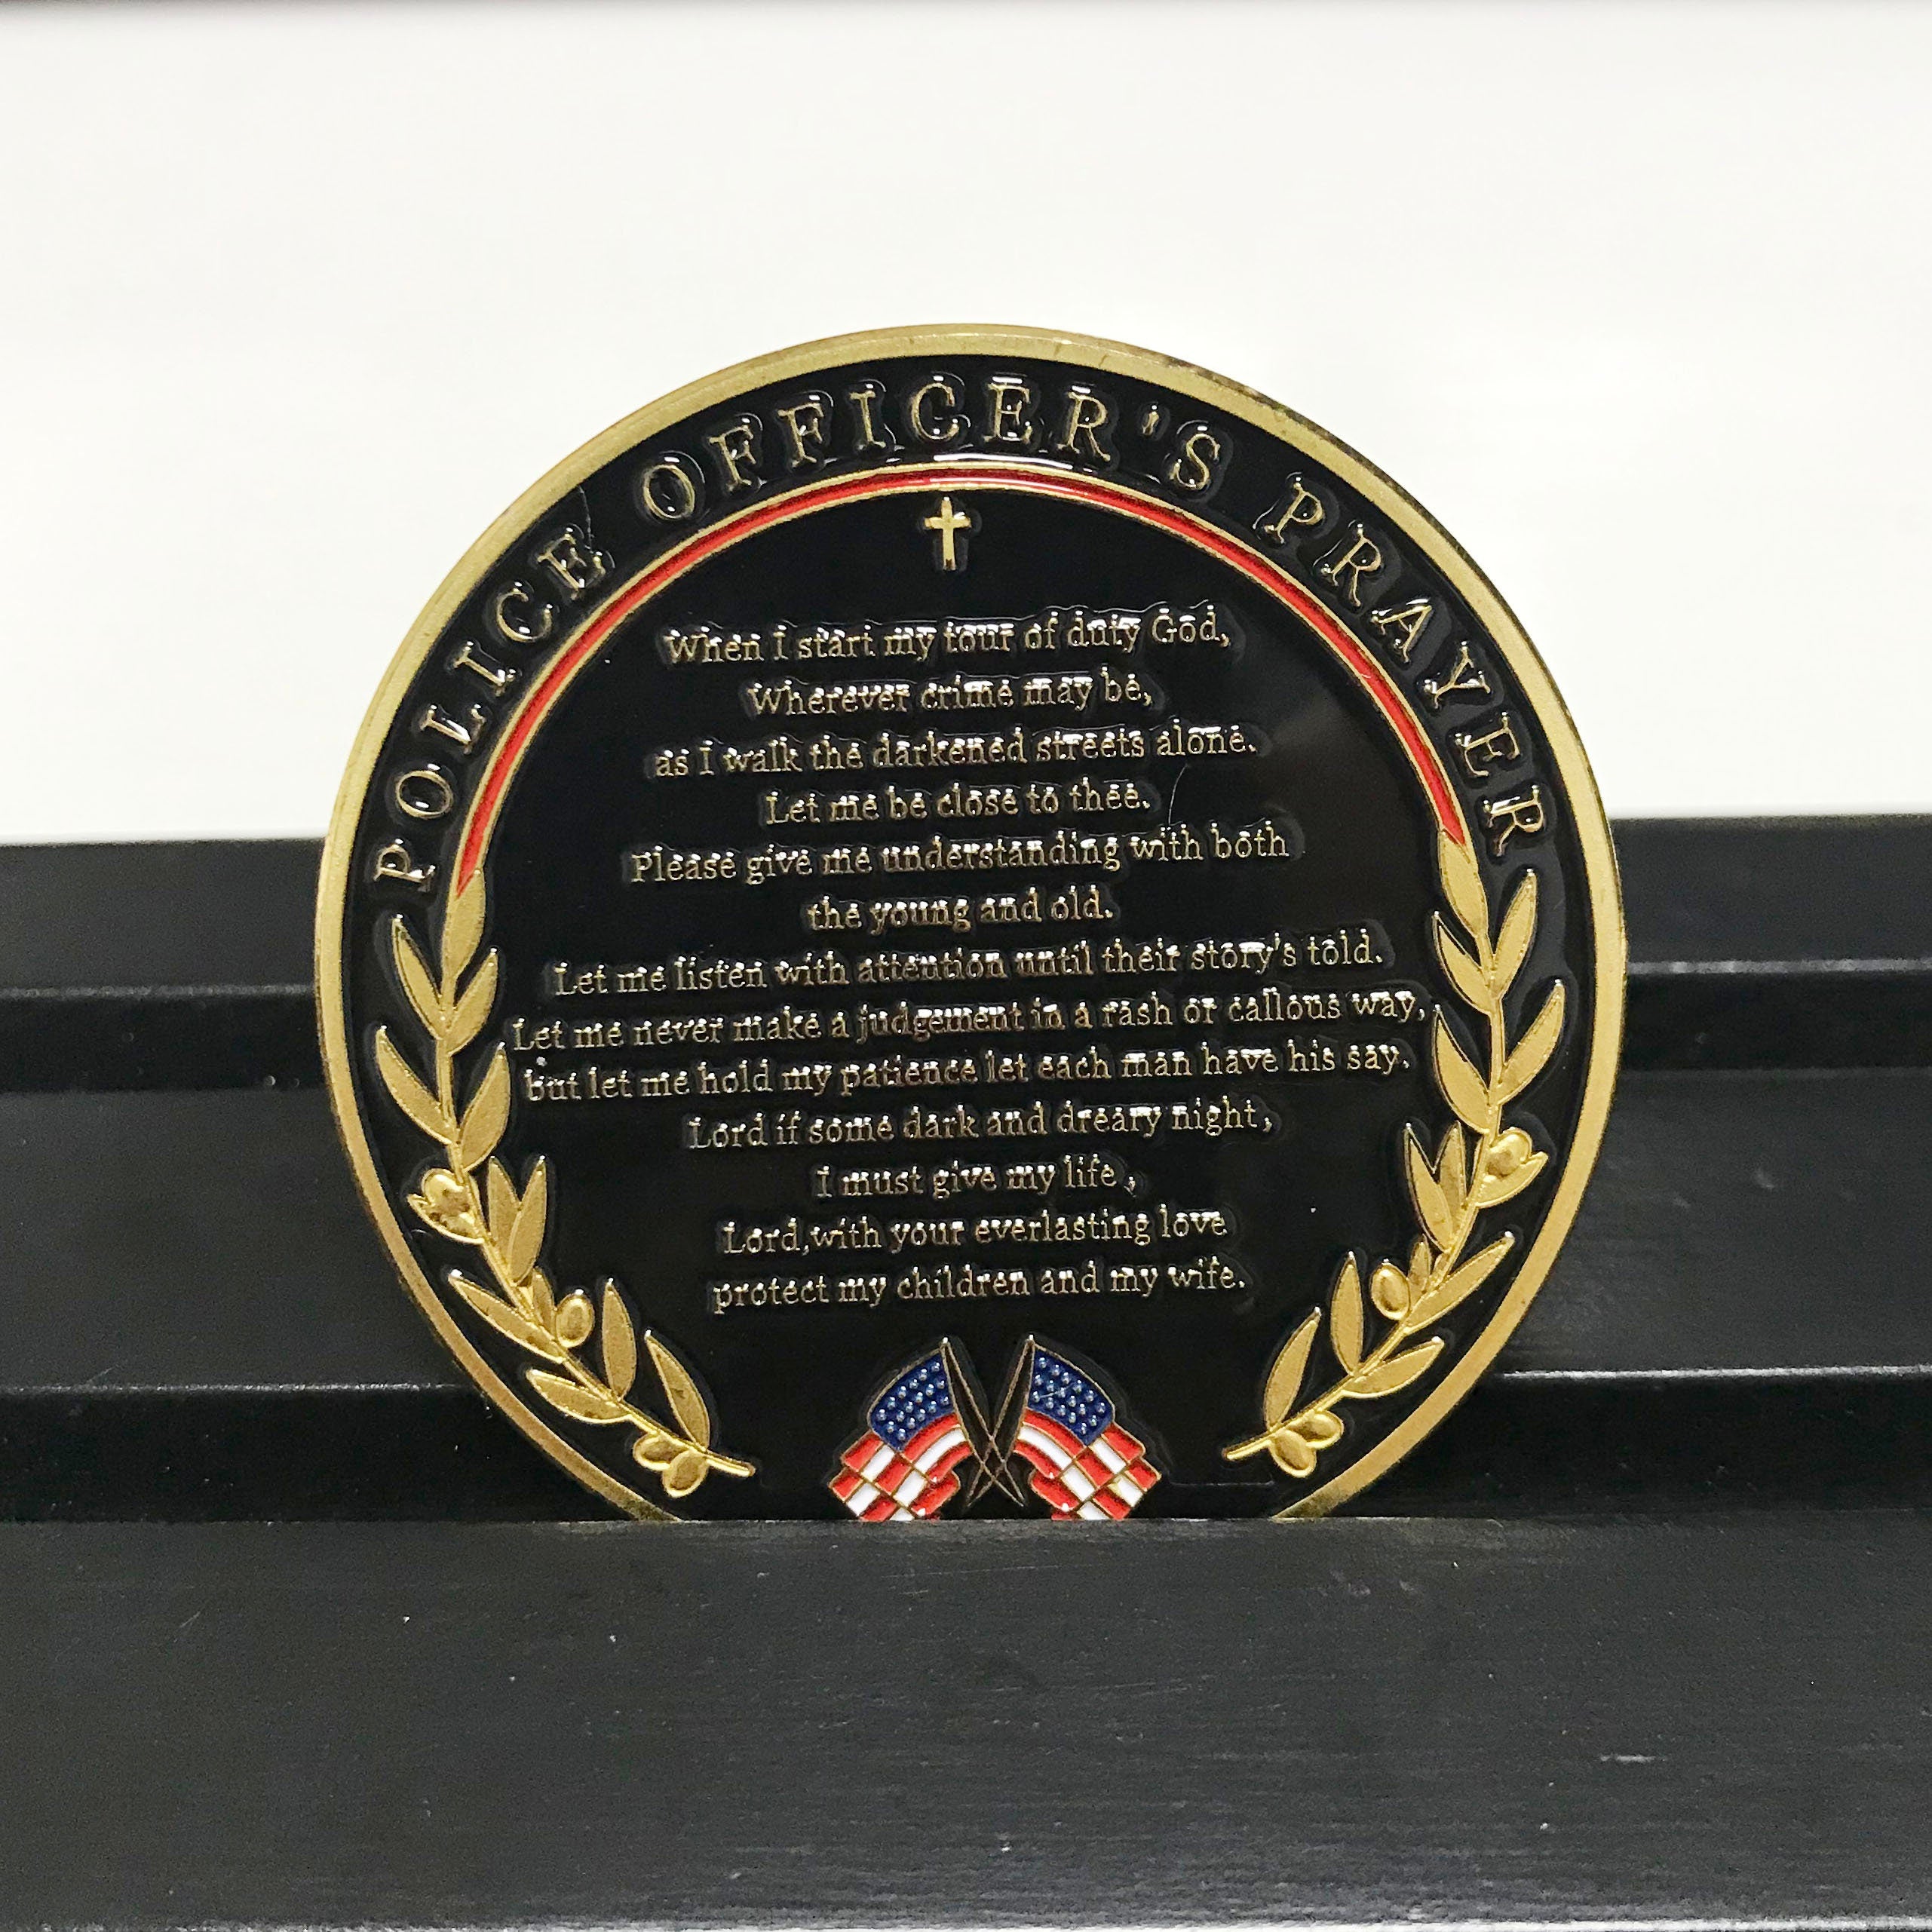 POLICE OFFICER'S PRAYER
When I start my tour of duty God,
Wherever crime may be,
as I walk the darkened streets alone.
Let me be close to thee.
Please give me understanding with both
the young and old.
Let me listen with attention until their story's told.
Let me never make a judgement in a rash or callous way,
but let me hold my patience let each man have his say.
Lord if some dark and dreary night,
I must give my life,
Lord,with your everlasting love
protect my children and my wife.